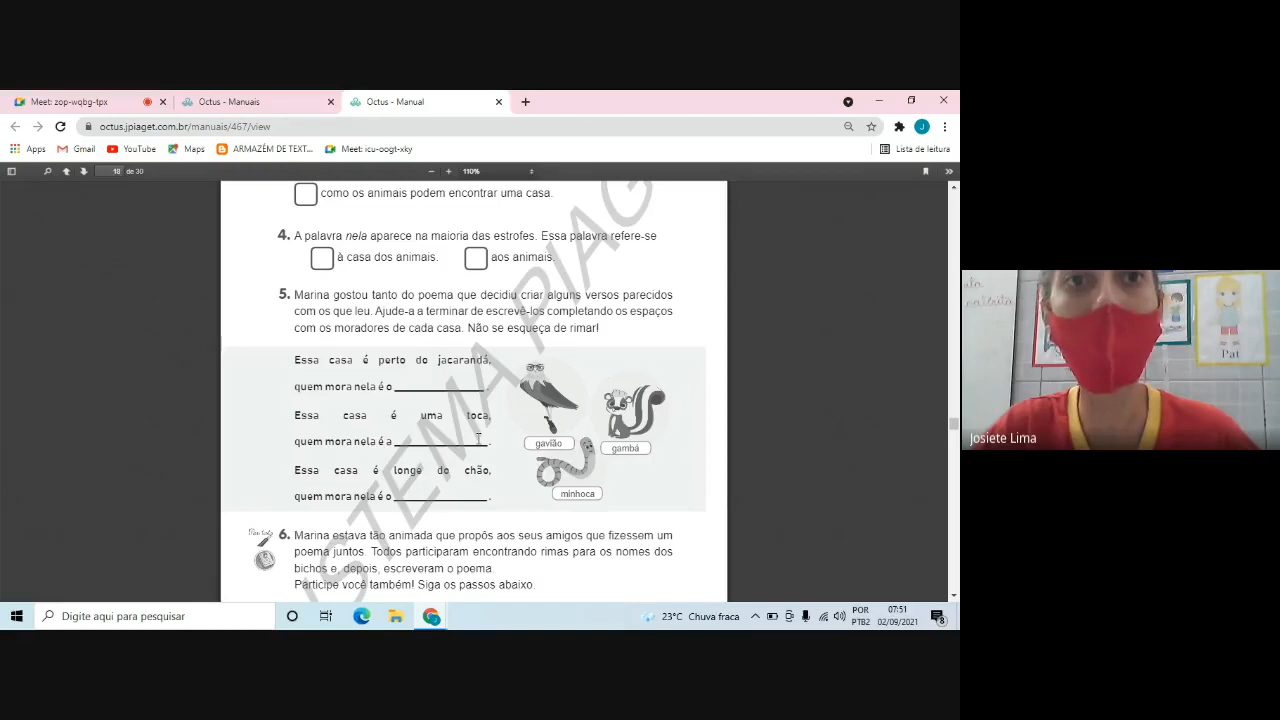 Meet: zop-wqbg-tpx
Octus - Manuais
Octus - Manual
octus.jpiaget.com.br/manuais/467/view
Apps
Gmail
YouTube
Maps
ARMAZÉM DE TEXT...
Meet: icu-oogt-xky
Lista de leitura
18 de 30
110%
como os animais podem encontrar uma casa.
4. A palavra nela aparece na maioria das estrofes. Essa palavra refere-se
à casa dos animais. aos animais.
5. Marina gostou tanto do poema que decidiu criar alguns versos parecidos
com os que leu. Ajude-a a terminar de escrevê-los completando os espaços
com os moradores de cada casa. Não se esqueça de rimar!
Essa casa é perto do jacarandá,
quem mora nela é o ____________.
Essa casa é uma toca,
quem mora nela é a ____________.
Essa casa é longe do chão,
quem mora nela é o ____________.
gavião
gambá
minhoca
6. Marina estava tão animada que propôs aos seus amigos que fizessem um
poema juntos. Todos participaram encontrando rimas para os nomes dos
bichos e, depois, escreveram o poema.
Participe você também! Siga os passos abaixo.
STEMA PIAG
Digite aqui para pesquisar
23°C Chuva fraca
POR
PTB2
07:51
02/09/2021
8
J
Pat
Josiete Lima